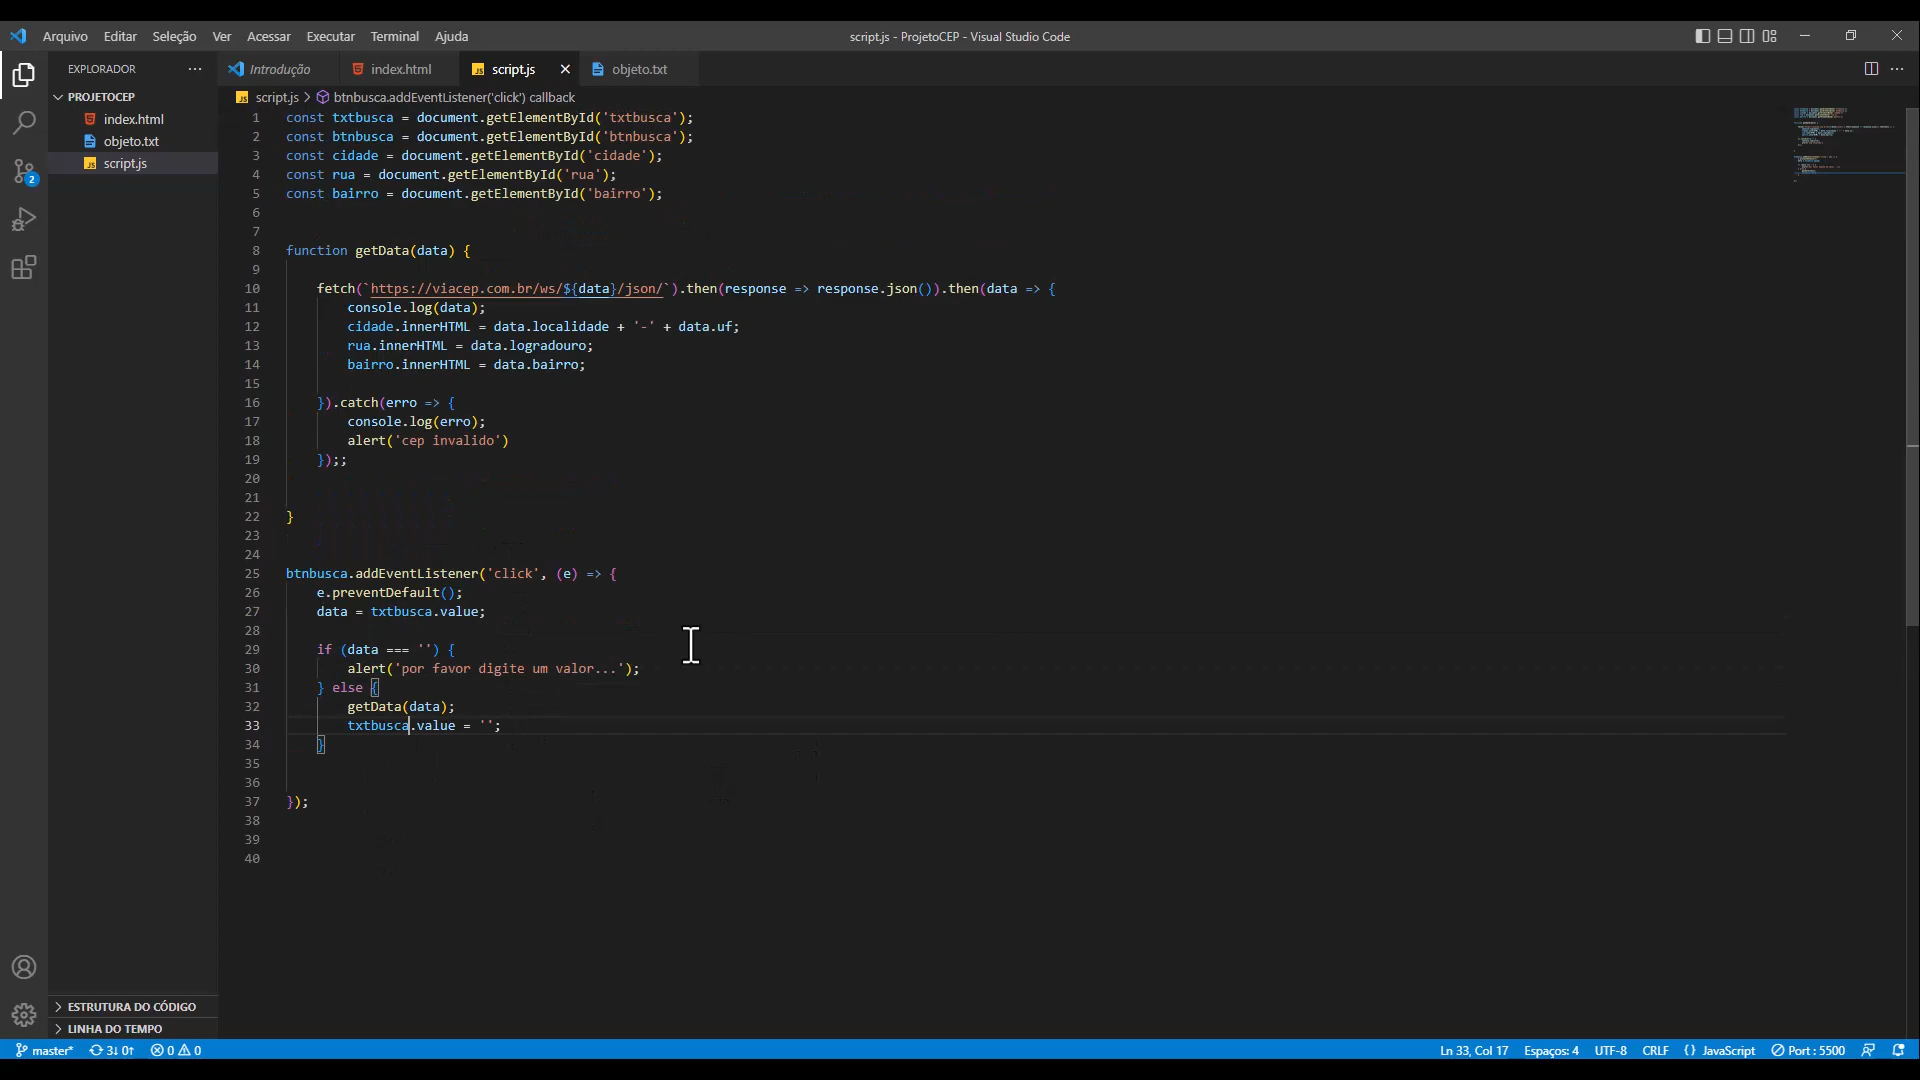 Arquivo Editar Seleção Ver Acessar Executar Terminal Ajuda
script.js - ProjetoCEP - Visual Studio Code
EXPLORADOR
PROJETOCEP
index.html
objeto.txt
script.js
2
Introdução
index.html
script.js
objeto.txt
script.js > btnbusca.addEventListener('click') callback
1 const txtbusca = document.getElementById('txtbusca');
2 const btnbusca = document.getElementById('btnbusca');
3 const cidade = document.getElementById('cidade');
4 const rua = document.getElementById('rua');
5 const bairro = document.getElementById('bairro');
6
7
8 function getData(data) {
9
10 fetch(`https://viacep.com.br/ws/${data}/json/`).then(response => response.json()).then(data => {
11 console.log(data);
12 cidade.innerHTML = data.localidade + '-' + data.uf;
13 rua.innerHTML = data.logradouro;
14 bairro.innerHTML = data.bairro;
15
16 }).catch(erro => {
17 console.log(erro);
18 alert('cep invalido')
19 });;
20
21
22 }
23
24
25 btnbusca.addEventListener('click', (e) => {
26 e.preventDefault();
27 data = txtbusca.value;
28
29 if (data === '') {
30 alert('por favor digite um valor...');
31 } else {
32 getData(data);
33 txtbusca.value = '';
34 }
35
36
37 });
38
39
40
ESTRUTURA DO CÓDIGO
LINHA DO TEMPO
master* 3↓ 0↑ 0 0
Ln 33, Col 17 Espaços: 4 UTF-8 CRLF {} JavaScript Port : 5500